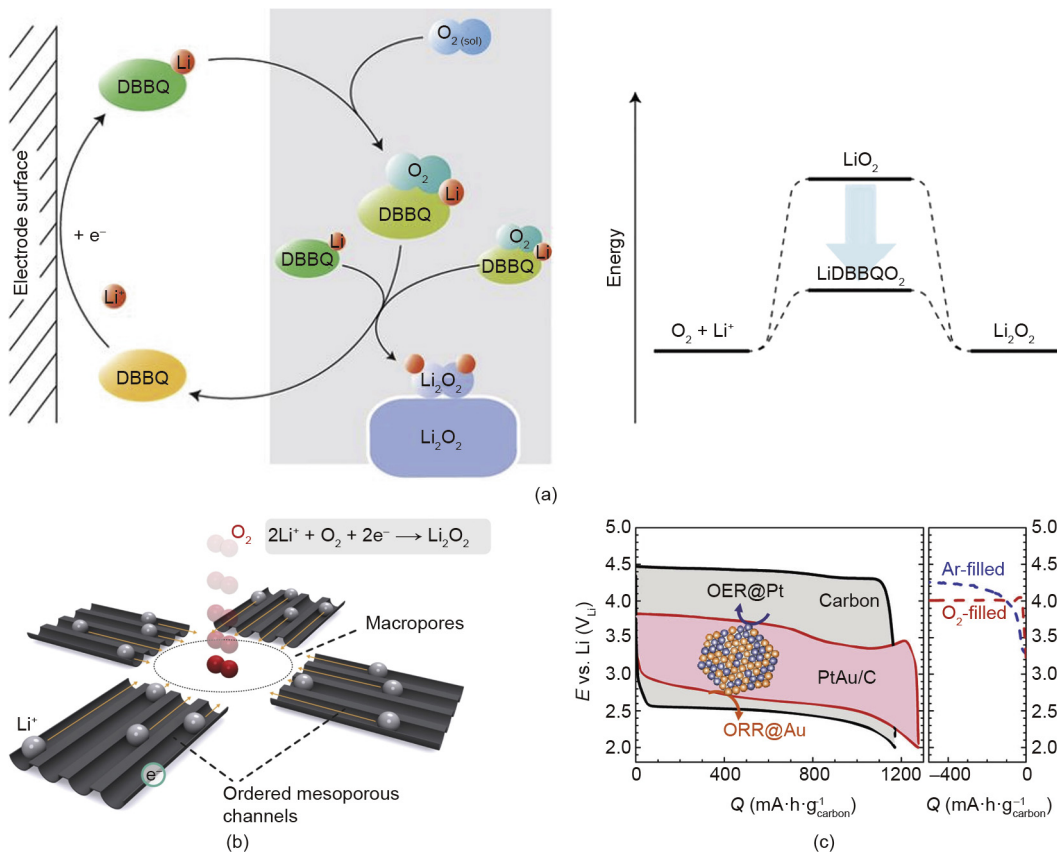 Electrode surface
DBBQ
Li
O2 (sol)
O2
Li
DBBQ
+ e−
Li+
DBBQ
Li
DBBQ
O2
Li
DBBQ
Li2O2
Li2O2
Energy
LiO2
LiDBBQO2
O2 + Li+
Li2O2
(a)
O2
2Li+ + O2 + 2e− ⟶ Li2O2
Macropores
Li+
e−
Ordered mesoporous
channels
(b)
E vs. Li (VLi)
5.0
4.5
4.0
3.5
3.0
2.5
2.0
0
400
800
1200
Q (mA·h·g1carbon)
OER@Pt
Carbon
PtAu/C
ORR@Au
Ar-filled
O2-filled
5.0
4.5
4.0
3.5
3.0
2.5
2.0
−400
0
Q (mA·h·g−1carbon)
(c)